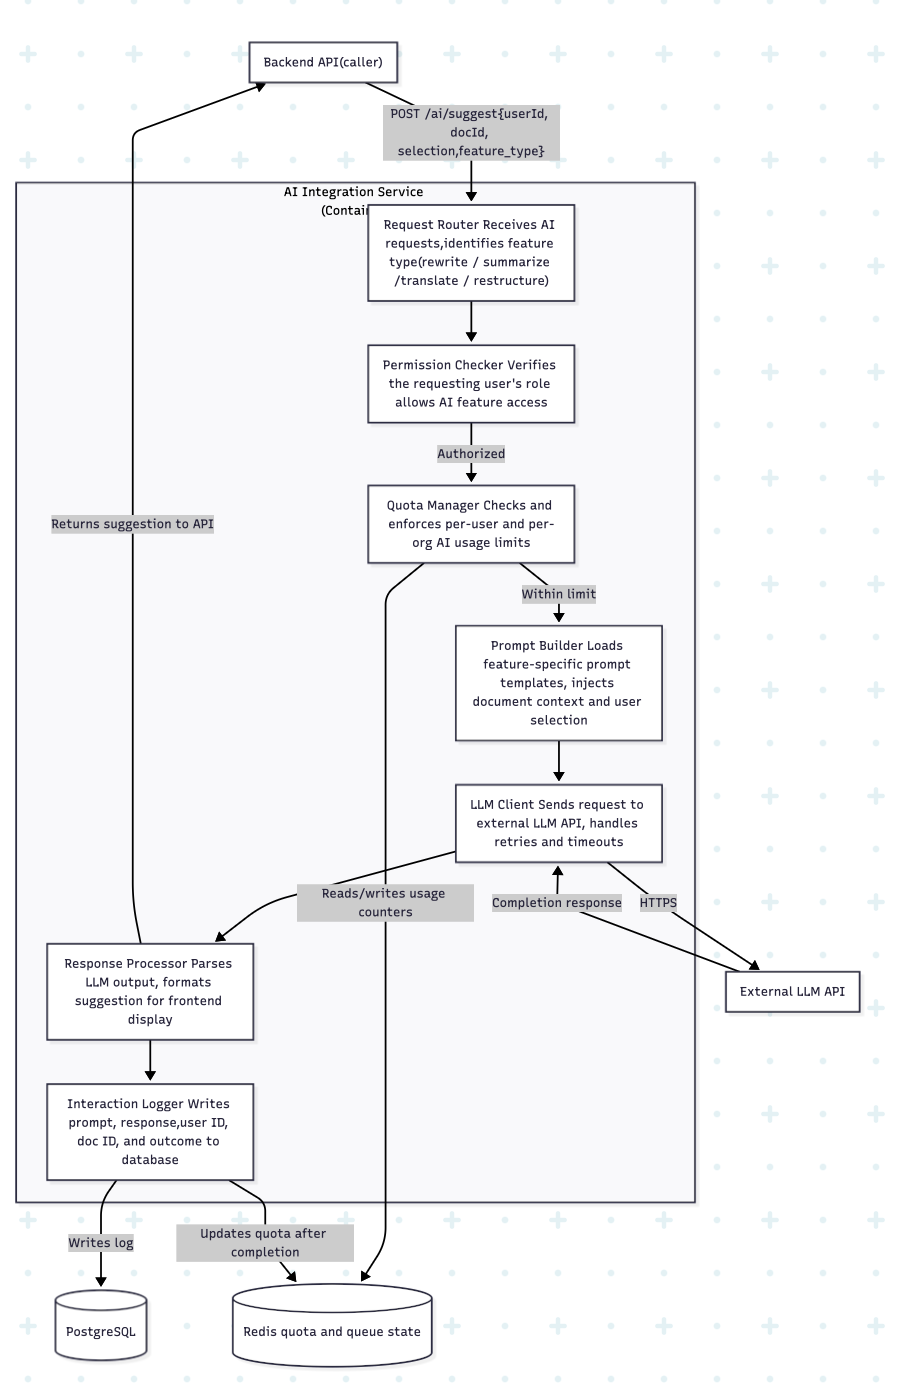 Backend API(caller)
POST /ai/suggest{userId,
docId,
selection,feature_type}
AI Integration Service
(Contai
Request Router Receives AI
requests,identifies feature
type(rewrite / summarize
/translate / restructure)
Permission Checker Verifies
the requesting user's role
allows AI feature access
Authorized
Quota Manager Checks and
enforces per-user and per-
org AI usage limits
Returns suggestion to API
Within limit
Prompt Builder Loads
feature-specific prompt
templates, injects
document context and user
selection
LLM Client Sends request to
external LLM API, handles
retries and timeouts
Reads/writes usage
counters
Completion response
HTTPS
Response Processor Parses
LLM output, formats
suggestion for frontend
display
External LLM API
Interaction Logger Writes
prompt, response,user ID,
doc ID, and outcome to
database
Writes log
Updates quota after
completion
PostgreSQL
Redis quota and queue state